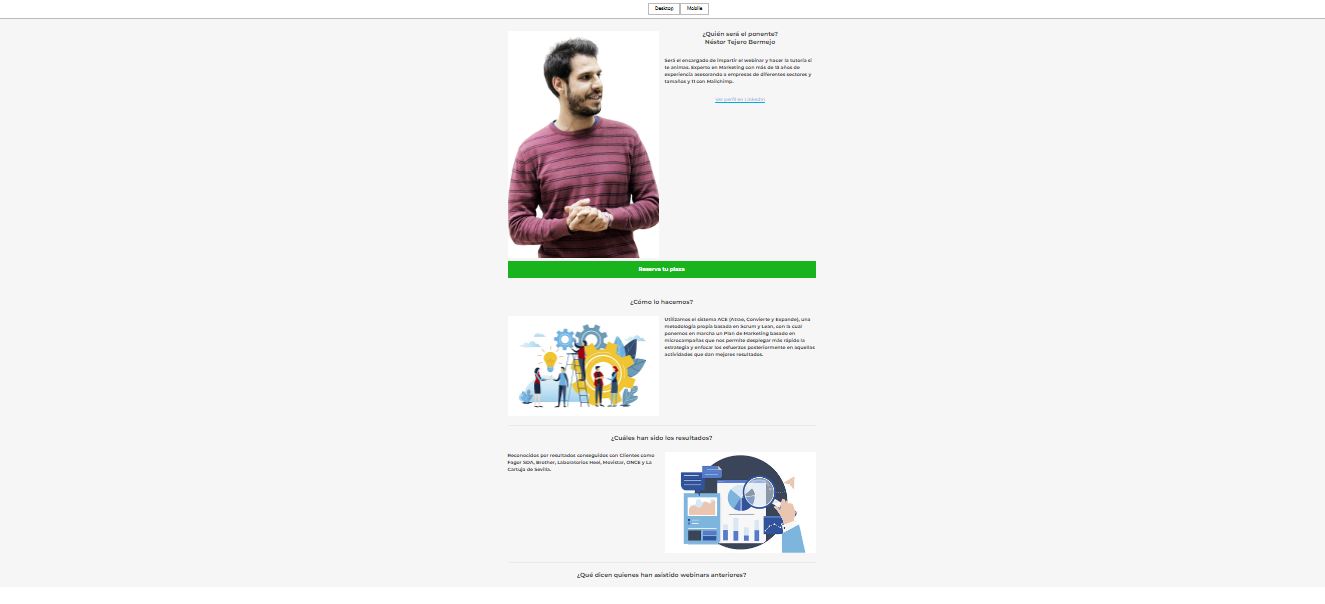 Desktop
Mobile
¿Quién será el ponente?
Néstor Tejero Bermejo
Será el encargado de impartir el webinar y hacer la tutoría si
te animas. Experto en Marketing con más de 18 años de
experiencia asesorando a empresas de diferentes sectores y
tamaños y 11 con Mailchimp.
Ver perfil en LinkedIn
Reserva tu plaza
¿Cómo lo hacemos?
Utilizamos el sistema ACE (Atrae, Convierte y Expande), una
metodología propia basada en Scrum y Lean, con la cual
ponemos en marcha un Plan de Marketing basado en
microcampañas que nos permite desplegar más rápido la
estrategia y enfocar los esfuerzos posteriormente en aquellas
actividades que dan mejores resultados.
¿Cuáles han sido los resultados?
Reconocidos por resultados conseguidos con Clientes como
Fagor SDA, Brother, Laboratorios Heel, Movistar, ONCE y La
Cartuja de Sevilla.
¿Qué dicen quienes han asistido webinars anteriores?